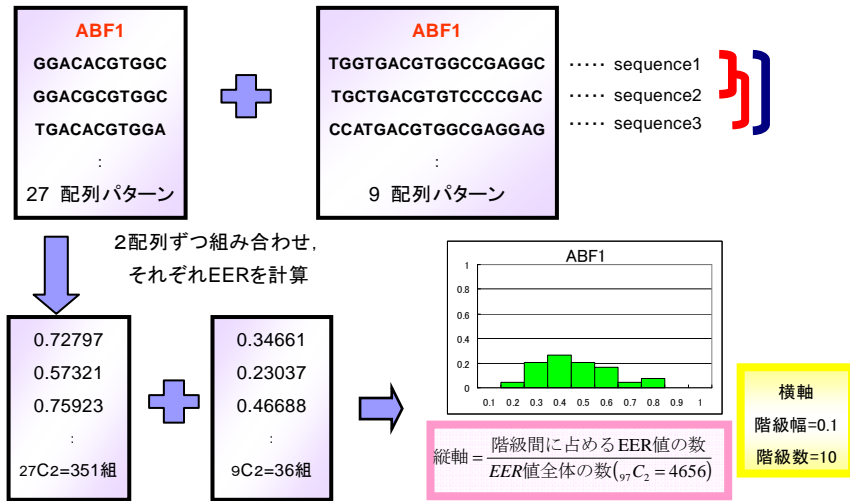 ABF1
GGACACGTGGC
GGACGCGTGGC
TGACACGTGGA
:
27 配列パターン
ABF1
TGGTGACGTGGCCGAGGC
TGCTGACGTGTCCCCGAC
CCATGACGTGGCGAGGAG
:
9 配列パターン
····· sequence1
····· sequence2
····· sequence3
2配列ずつ組み合わせ,
それぞれEERを計算
0.72797
0.57321
0.75923
:
27C2=351組
0.34661
0.23037
0.46688
:
9C2=36組
ABF1
1
0.8
0.6
0.4
0.2
0
0.1 0.2 0.3 0.4 0.5 0.6 0.7 0.8 0.9 1
縦軸 = 階級間に占めるEER値の数
EER値全体の数(97C2 = 4656)
横軸
階級幅=0.1
階級数=10